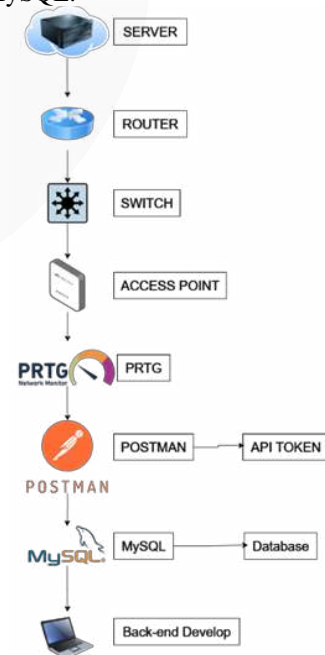 MySQL.
SERVER
ROUTER
SWITCH
ACCESS POINT
PRTG
Network Monitor
PRTG
POSTMAN
API TOKEN
POSTMAN
MySQL
Database
MySQL.
Back-end Develop